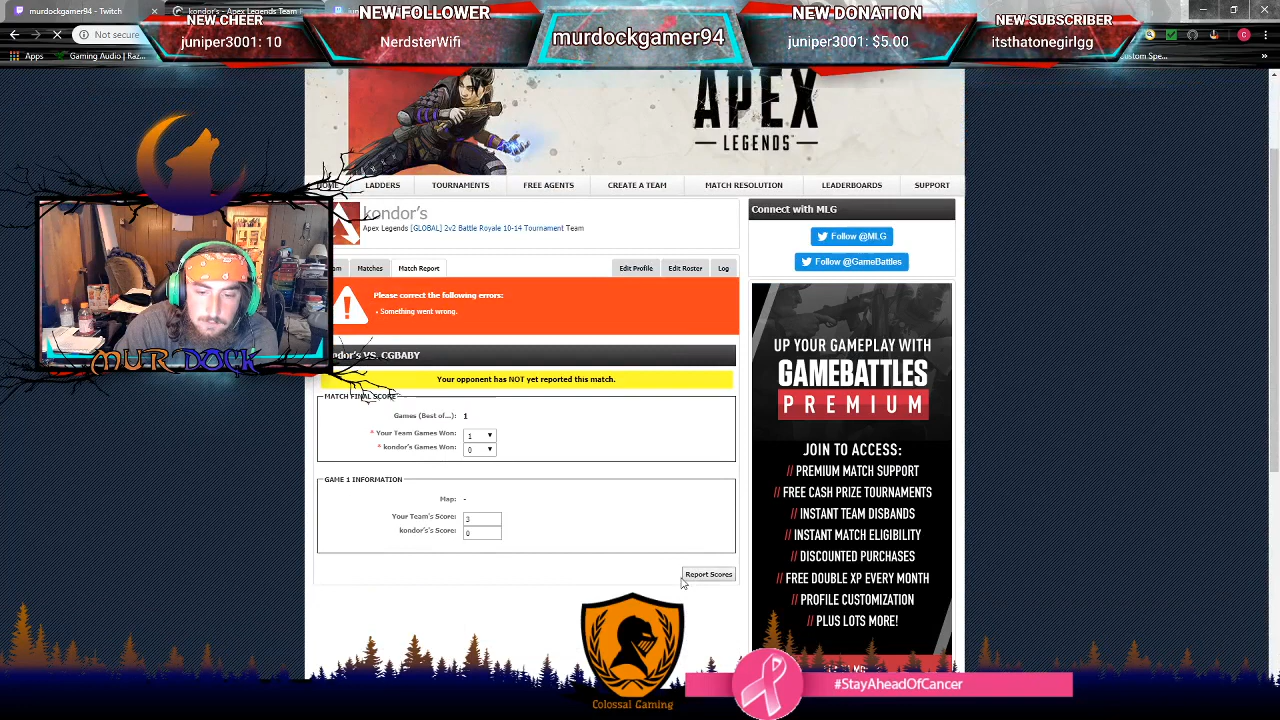 murdockgamer94 - Twitch
kondor's - Apex Legends Team
NEW CHEER
juniper3001: 10
NEW FOLLOWER
NerdsterWifi
murdockgamer94
NEW DONATION
juniper3001: $5.00
NEW SUBSCRIBER
itsthatonegirlgg
Not secure
Apps
Gaming Audio | Raz...
Custom Spe...
APEX
LEGENDS
HOME
LADDERS
TOURNAMENTS
FREE AGENTS
CREATE A TEAM
MATCH RESOLUTION
LEADERBOARDS
SUPPORT
kondor's
Apex Legends [GLOBAL] 2v2 Battle Royale 10-14 Tournament Team
Matches
Match Report
Edit Profile
Edit Roster
Log
Please correct the following errors:
• Something went wrong.
kondor's VS. CGBABY
Your opponent has NOT yet reported this match.
MATCH FINAL SCORE
Games (Best of...): 1
* Your Team Games Won: 1
* kondor's Games Won: 0
GAME 1 INFORMATION
Map: -
Your Team's Score: 3
kondor's's Score: 0
Report Scores
Connect with MLG
Follow @MLG
Follow @GameBattles
UP YOUR GAMEPLAY WITH
GAMEBATTLES
PREMIUM
JOIN TO ACCESS:
// PREMIUM MATCH SUPPORT
// FREE CASH PRIZE TOURNAMENTS
// INSTANT TEAM DISBANDS
// INSTANT MATCH ELIGIBILITY
// DISCOUNTED PURCHASES
// FREE DOUBLE XP EVERY MONTH
// PROFILE CUSTOMIZATION
// PLUS LOTS MORE!
MURDOCK
Colossal Gaming
#StayAheadOfCancer